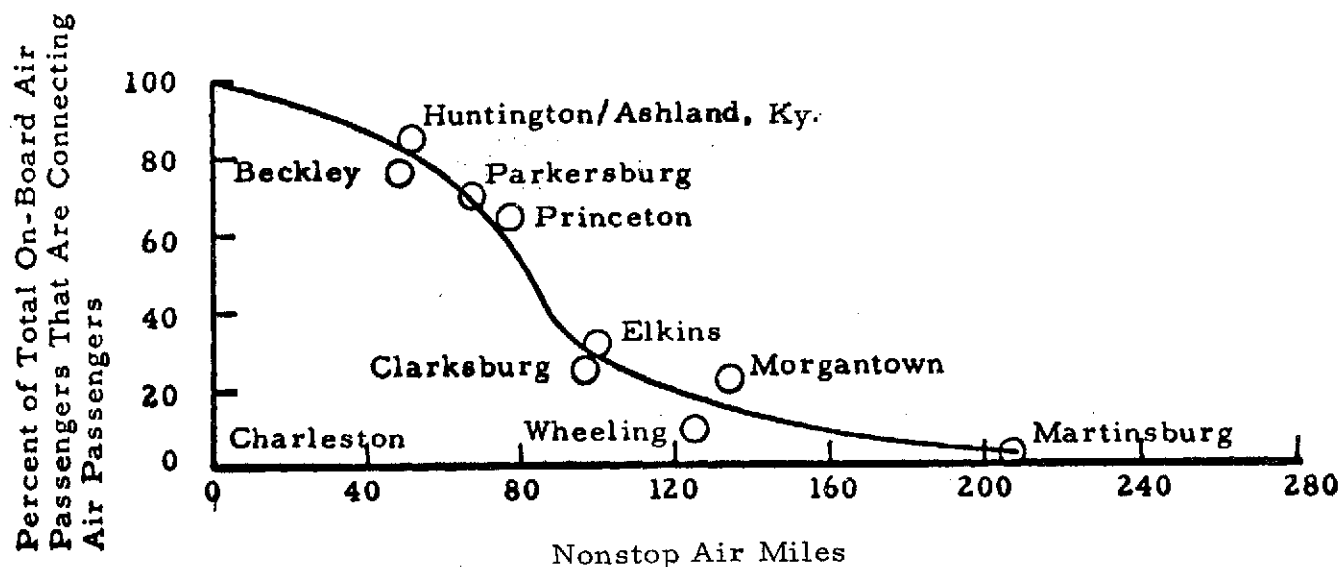 Percent of Total On-Board Air
Passengers That Are Connecting
Air Passengers
100
80
60
40
20
0
Huntington/Ashland, Ky.
Beckley
Parkersburg
Princeton
Elkins
Clarksburg
Morgantown
Wheeling
Charleston
Martinsburg
0 40 80 120 160 200 240 280
Nonstop Air Miles